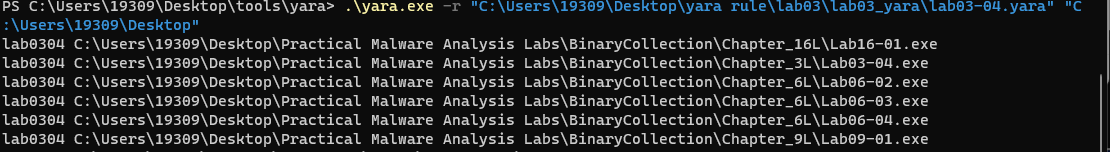 PS C:\Users\19309\Desktop\tools\yara> .\yara.exe -r "C:\Users\19309\Desktop\yara rule\lab03\lab03_yara\lab03-04.yara" "C
:\Users\19309\Desktop"
lab0304 C:\Users\19309\Desktop\Practical Malware Analysis Labs\BinaryCollection\Chapter_16L\Lab16-01.exe
lab0304 C:\Users\19309\Desktop\Practical Malware Analysis Labs\BinaryCollection\Chapter_3L\Lab03-04.exe
lab0304 C:\Users\19309\Desktop\Practical Malware Analysis Labs\BinaryCollection\Chapter_6L\Lab06-02.exe
lab0304 C:\Users\19309\Desktop\Practical Malware Analysis Labs\BinaryCollection\Chapter_6L\Lab06-03.exe
lab0304 C:\Users\19309\Desktop\Practical Malware Analysis Labs\BinaryCollection\Chapter_6L\Lab06-04.exe
lab0304 C:\Users\19309\Desktop\Practical Malware Analysis Labs\BinaryCollection\Chapter_9L\Lab09-01.exe